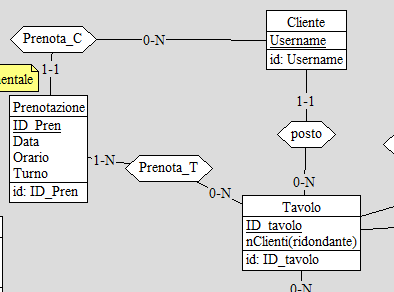 Prenota_C
0-N
Cliente
Username
id: Username
1-1
entale
1-1
Prenotazione
ID_Pren
Data
Orario
Turno
id: ID_Pren
posto
1-N
Prenota_T
0-N
0-N
Tavolo
ID_tavolo
nClienti(ridondante)
id: ID_tavolo
0-N